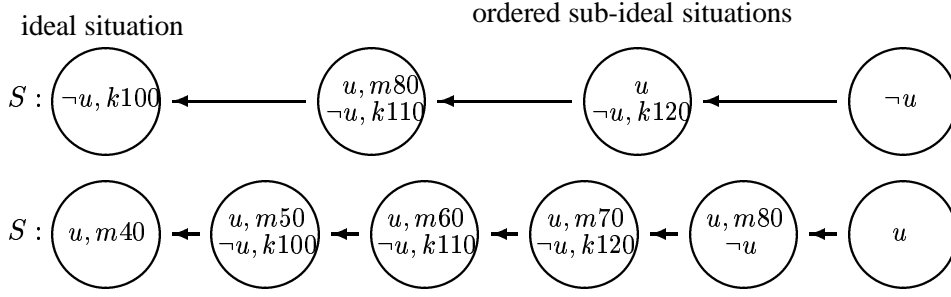 ideal situation
ordered sub-ideal situations
S :
¬u, k100
u, m80
¬u, k110
u
¬u, k120
¬u
S :
u, m40
u, m50
¬u, k100
u, m60
¬u, k110
u, m70
¬u, k120
u, m80
¬u
u